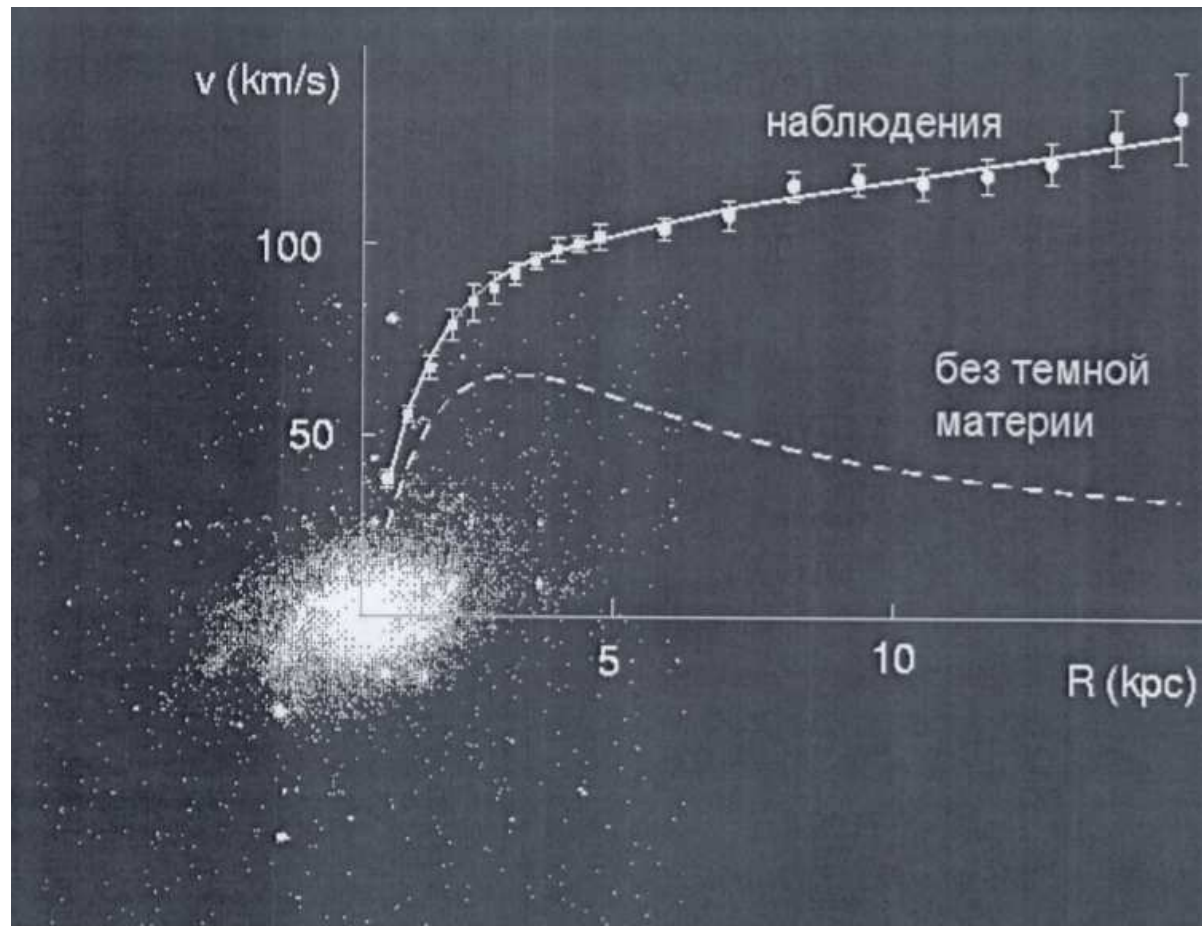 v (km/s)
наблюдения
100
без темной
материи
50
5
10
R (kpc)